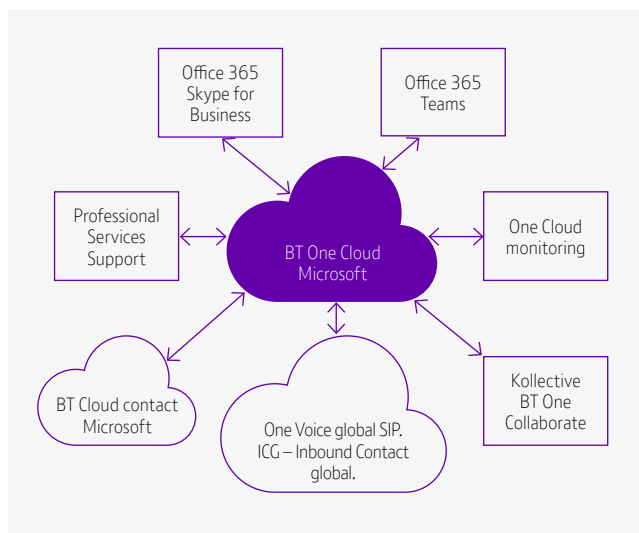 Office 365
Skype for
Business
Office 365
Teams
Professional
Services
Support
BT One Cloud
Microsoft
One Cloud
monitoring
BT Cloud contact
Microsoft
One Voice global SIP.
ICG – Inbound Contact
global.
Kollective
BT One
Collaborate